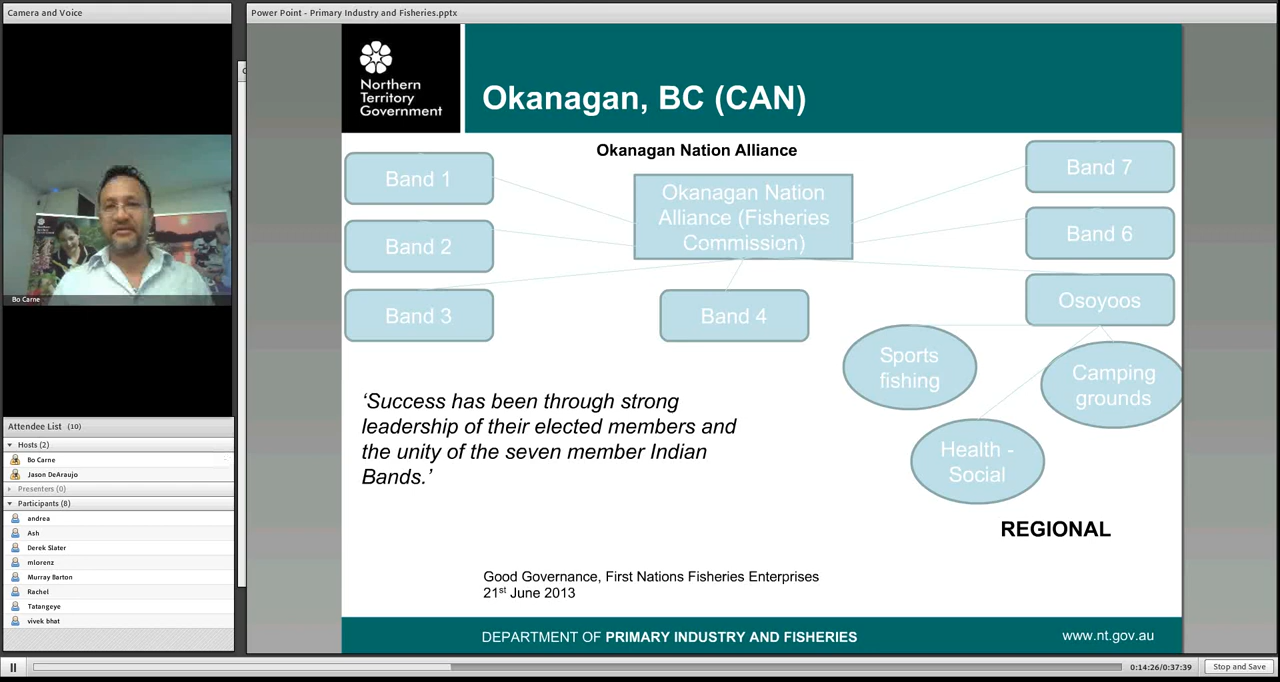 Camera and Voice
Bo Carne
Attendee List (10)
Hosts (2)
Bo Carne
Jason DeAraujo
Presenters (0)
Participants (8)
andrea
Ash
Derek Slater
mlorenz
Murray Barton
Rachel
Tatangeye
vivek bhat
Power Point - Primary Industry and Fisheries.pptx
Northern
Territory
Government
Okanagan, BC (CAN)
Okanagan Nation Alliance
Band 1
Band 2
Band 3
Okanagan Nation
Alliance (Fisheries
Commission)
Band 4
Band 7
Band 6
Osoyoos
Sports
fishing
Camping
grounds
Health -
Social
‘Success has been through strong
leadership of their elected members and
the unity of the seven member Indian
Bands.’
REGIONAL
Good Governance, First Nations Fisheries Enterprises
21st June 2013
DEPARTMENT OF PRIMARY INDUSTRY AND FISHERIES
www.nt.gov.au
0:14:26/0:37:39
Stop and Save